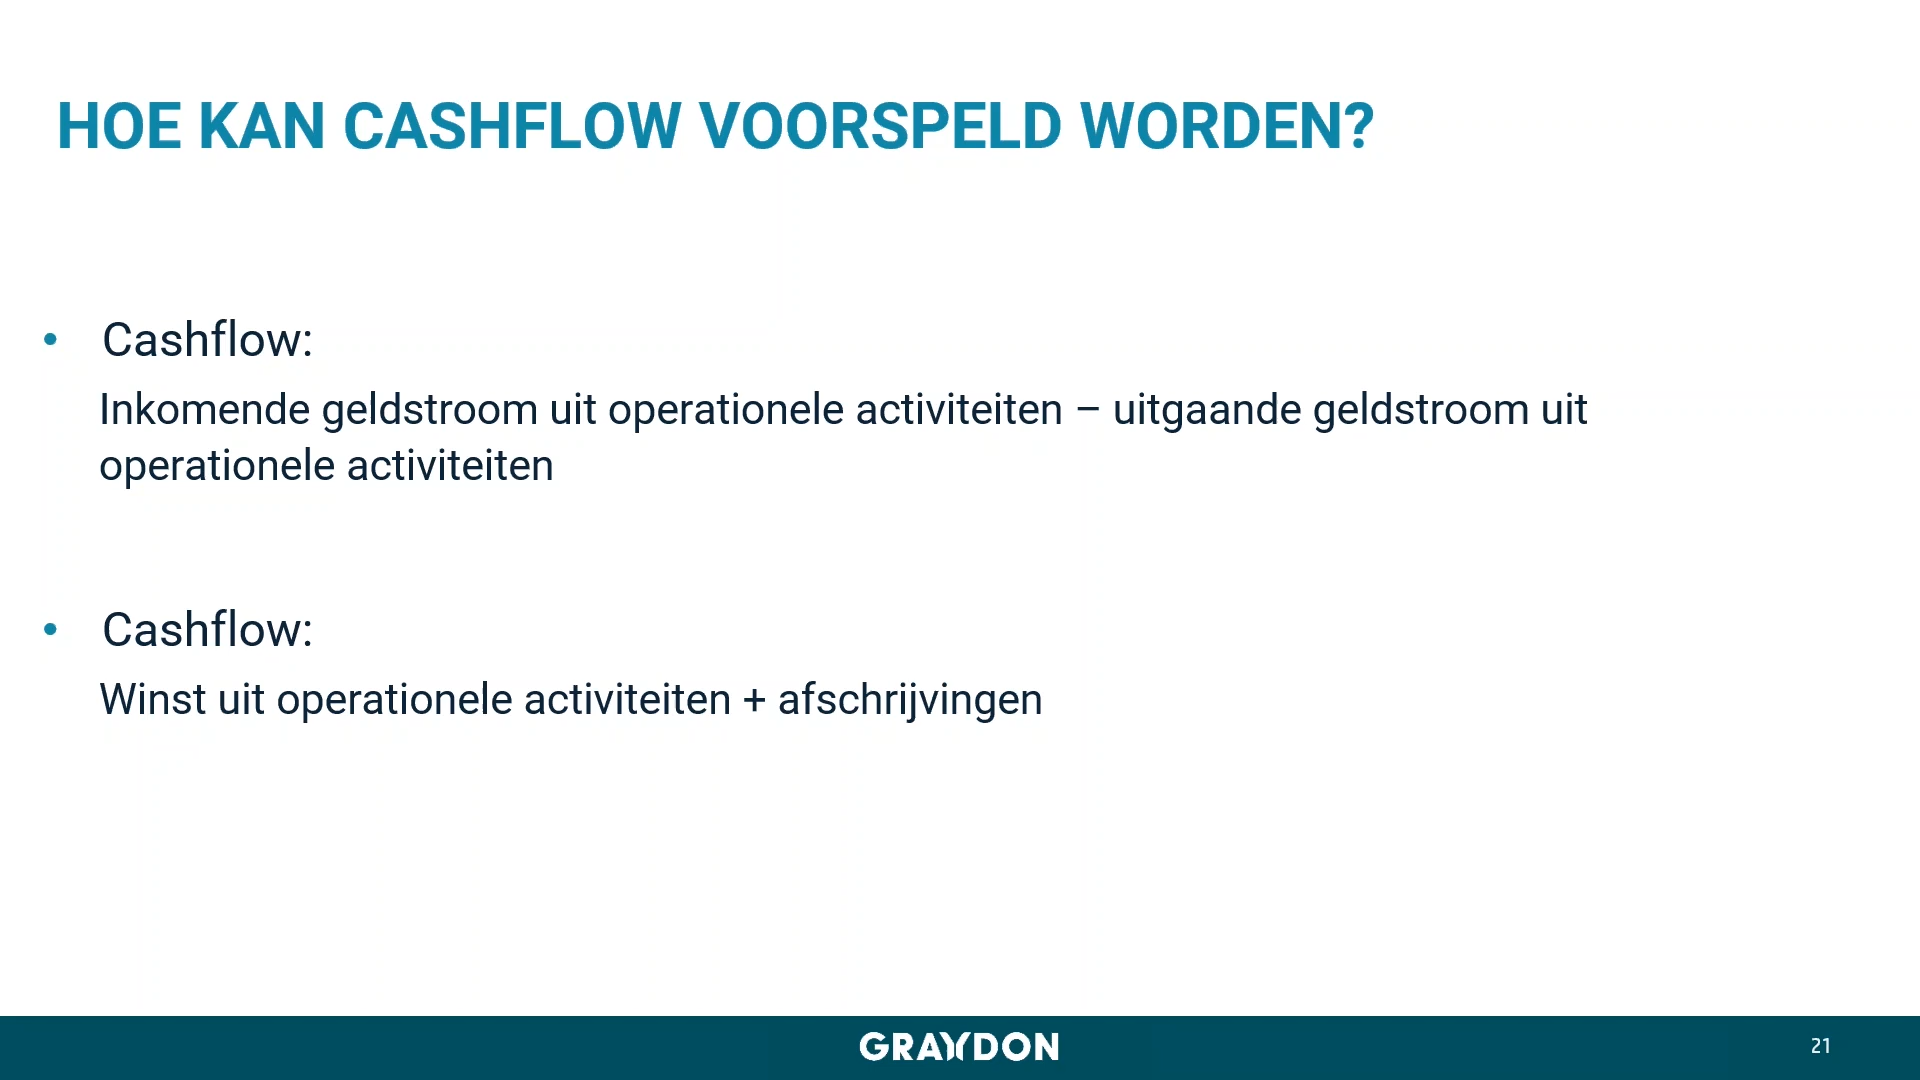 HOE KAN CASHFLOW VOORSPELD WORDEN?
• Cashflow:
Inkomende geldstroom uit operationele activiteiten – uitgaande geldstroom uit
operationele activiteiten
• Cashflow:
Winst uit operationele activiteiten + afschrijvingen
GRAYDON
21